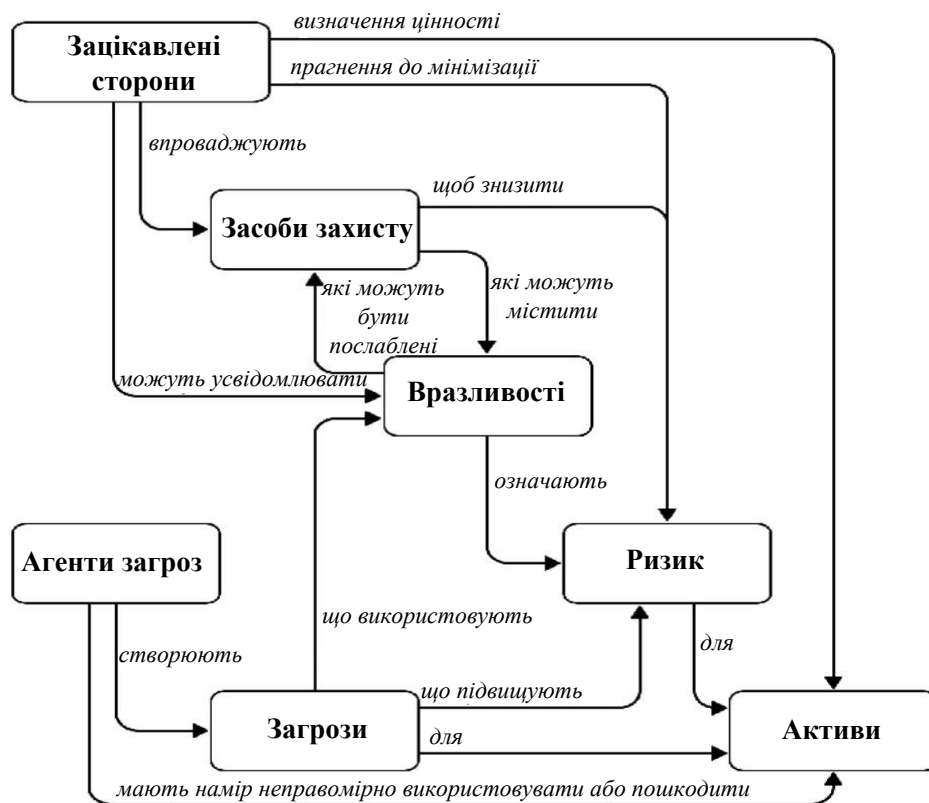 визначення цінності
Зацікавлені
сторони
прагнення до мінімізації
впроваджують
щоб знизити
Засоби захисту
які можуть
бути
послаблені
які можуть
містити
можуть усвідомлювати
Вразливості
означають
Агенти загроз
Ризик
що використовують
створюють
для
що підвищують
Загрози
для
Активи
мають намір неправомірно використовувати або пошкодити